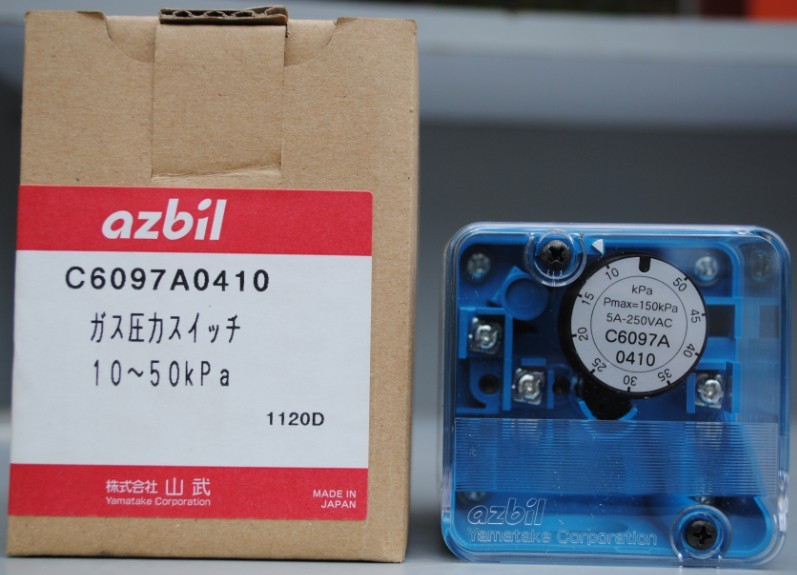 azbil
C6097A0410
ガス圧力スイッチ
10~50kPa
1120D
株式会社 山武
Yamatake Corporation
MADE IN
JAPAN
kPa
Pmax=150kPa
5A-250VAC
C6097A
0410
10
15
20
25
30
35
40
45
50
azbil
Yamatake Corporation